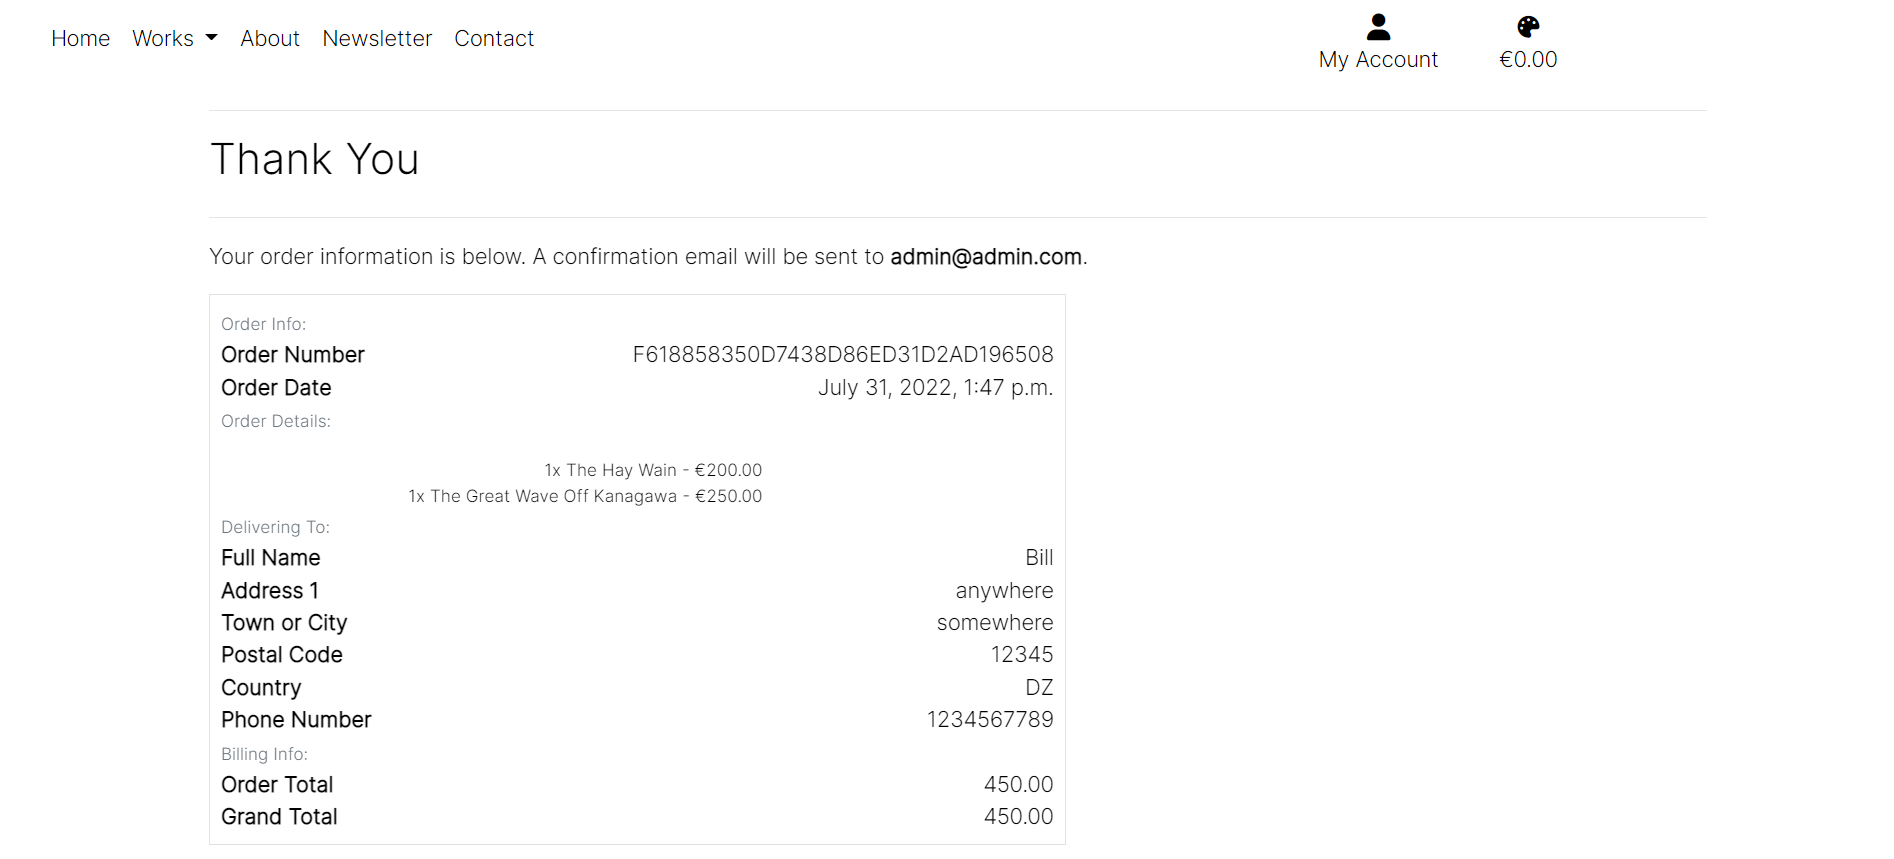 Home Works About Newsletter Contact
My Account €0.00
Thank You
Your order information is below. A confirmation email will be sent to admin@admin.com.
Order Info:
Order Number F618858350D7438D86ED31D2AD196508
Order Date July 31, 2022, 1:47 p.m.
Order Details:
1x The Hay Wain - €200.00
1x The Great Wave Off Kanagawa - €250.00
Delivering To:
Full Name Bill
Address 1 anywhere
Town or City somewhere
Postal Code 12345
Country DZ
Phone Number 1234567789
Billing Info:
Order Total 450.00
Grand Total 450.00